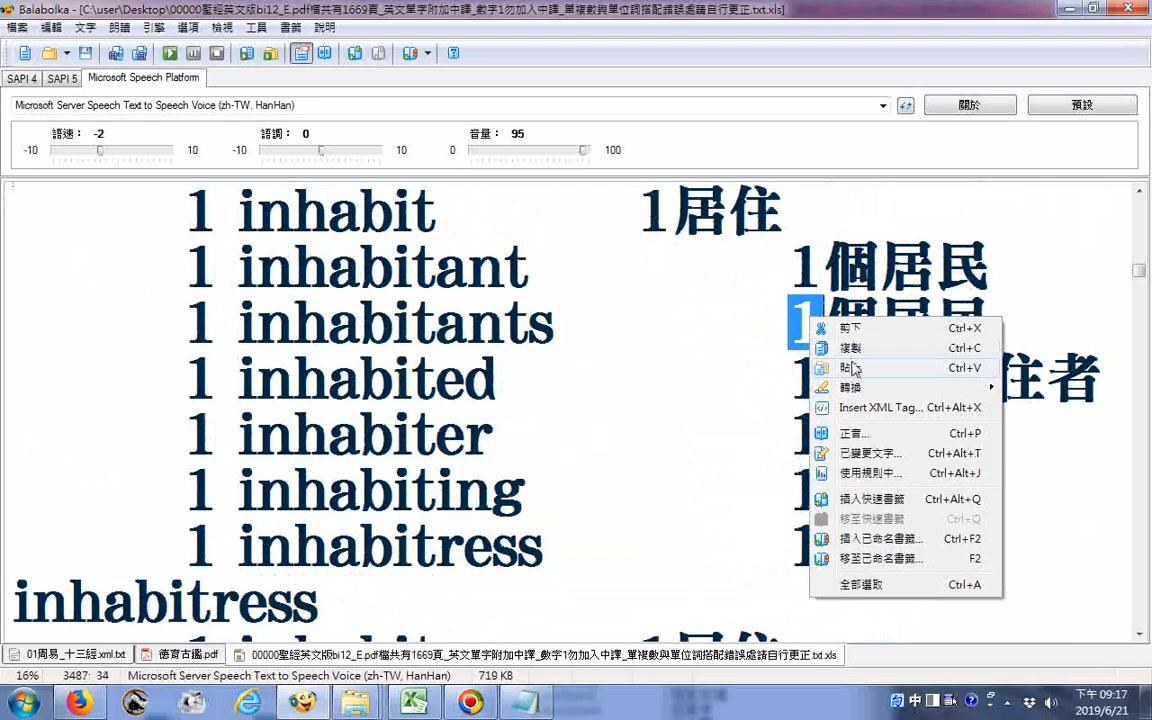 Balabolka - [C:\user\Desktop\00000聖經英文版bi12_E.pdf檔共有1669頁_英文單字附加中譯_數字1勿加入中譯_單複數與單位詞搭配錯誤處請自行更正.txt.xls]
檔案 編輯 文字 朗讀 引擎 選項 檢視 工具 書籤 說明
SAPI 4 SAPI 5 Microsoft Speech Platform
Microsoft Server Speech Text to Speech Voice (zh-TW, HanHan) 關於 預設
語速： -2 語調： 0 音量： 95
-10 10 -10 10 0 100
1 inhabit 1居住
1 inhabitant 1個居民
1 inhabitants 1個居民
1 inhabited 1 住者
1 inhabiter 1
1 inhabiting 1
1 inhabitress 1
inhabitress
1 inhabit 1居住
剪下 Ctrl+X
複製 Ctrl+C
貼 Ctrl+V
轉換
Insert XML Tag... Ctrl+Alt+X
正音... Ctrl+P
已變更文字... Ctrl+Alt+T
使用規則中... Ctrl+Alt+J
插入快速書籤 Ctrl+Alt+Q
移至快速書籤 Ctrl+Q
插入已命名書籤... Ctrl+F2
移至已命名書籤... F2
全部選取 Ctrl+A
01周易_十三經.xml.txt 德育古鑑.pdf 00000聖經英文版bi12_E.pdf檔共有1669頁_英文單字附加中譯_數字1勿加入中譯_單複數與單位詞搭配錯誤處請自行更正.txt.xls
16% 3487: 34 Microsoft Server Speech Text to Speech Voice (zh-TW, HanHan) 719 KB
中 下午 09:17
2019/6/21